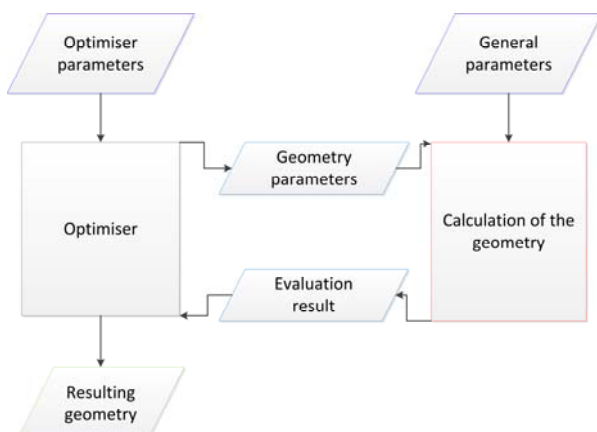 Optimiser
parameters
General
parameters
Geometry
parameters
Optimiser
Calculation of the
geometry
Evaluation
result
Resulting
geometry